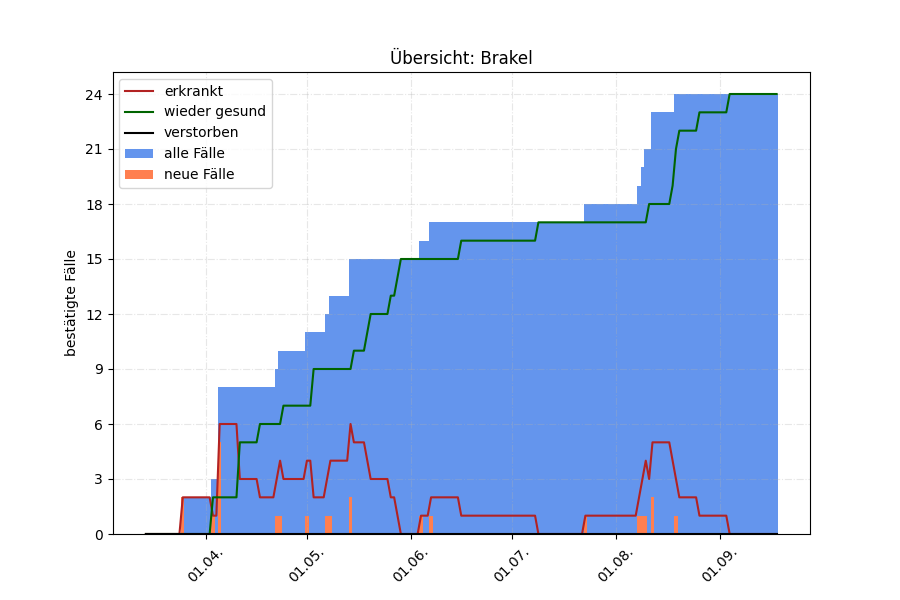 Übersicht: Brakel
erkrankt
wieder gesund
verstorben
alle Fälle
neue Fälle
bestätigte Fälle
24
21
18
15
12
9
6
3
0
01.04.
01.05.
01.06.
01.07.
01.08.
01.09.